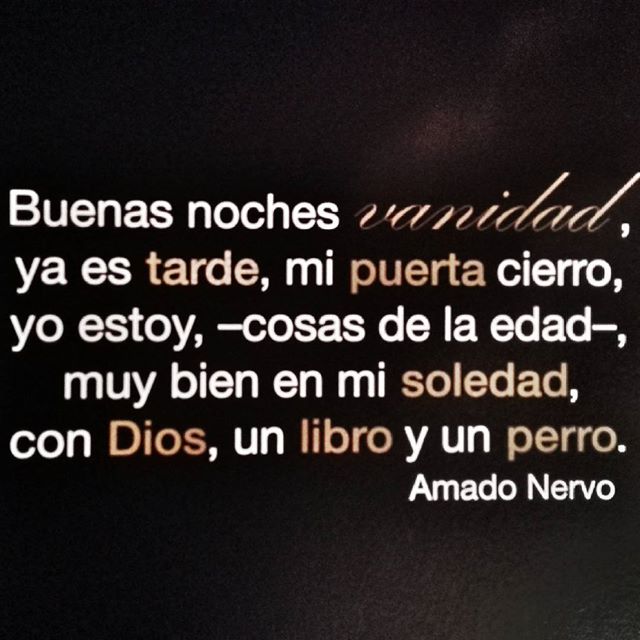 Buenas noches vanidad,
ya es tarde, mi puerta cierro,
yo estoy, –cosas de la edad–,
muy bien en mi soledad,
con Dios, un libro y un perro.
Amado Nervo